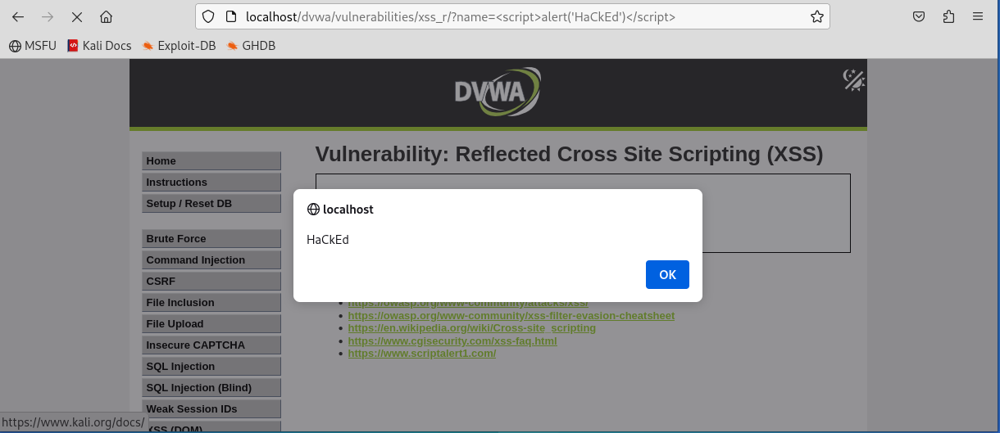 localhost/dvwa/vulnerabilities/xss_r/?name=<script>alert('HaCkEd')</script>
MSFU Kali Docs Exploit-DB GHDB
DVWA
Vulnerability: Reflected Cross Site Scripting (XSS)
Home
Instructions
Setup / Reset DB
localhost
HaCkEd
OK
Brute Force
Command Injection
CSRF
File Inclusion
File Upload
Insecure CAPTCHA
SQL Injection
SQL Injection (Blind)
Weak Session IDs
XSS (DOM)
https://owasp.org/www-community/attacks/xss/
https://owasp.org/www-community/xss-filter-evasion-cheatsheet
https://en.wikipedia.org/wiki/Cross-site_scripting
https://www.cgisecurity.com/xss-faq.html
https://www.scriptalert1.com/
https://www.kali.org/docs/